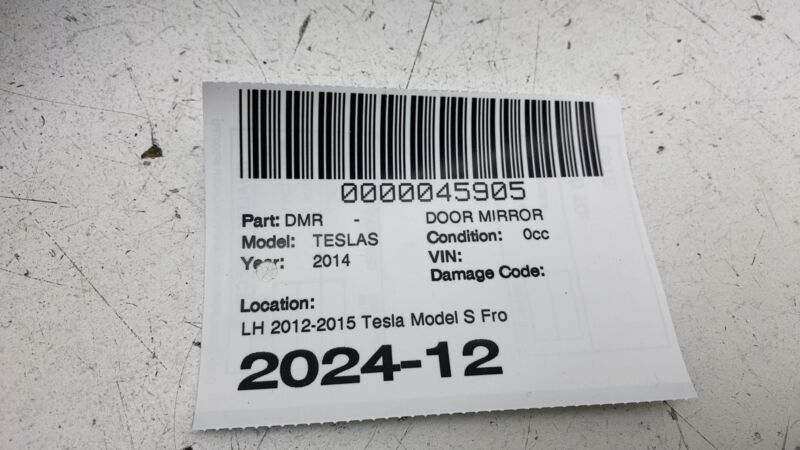 0000045905
Part: DMR - DOOR MIRROR
Model: TESLAS Condition: 0cc
Year: 2014 VIN:
Damage Code:
Location:
LH 2012-2015 Tesla Model S Fro
2024-12